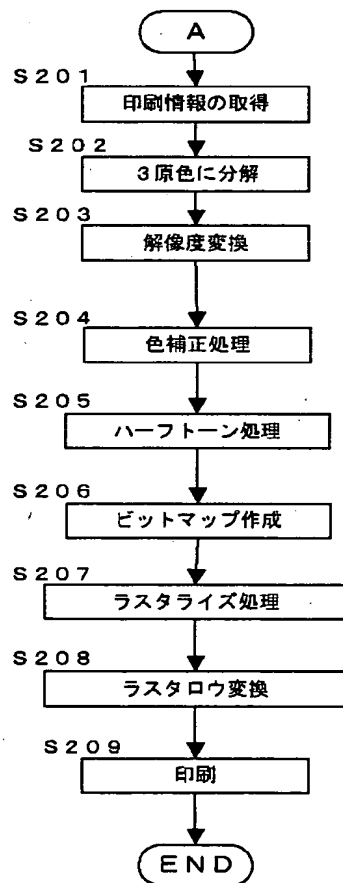 A
S201
印刷情報の取得
S202
3原色に分解
S203
解像度変換
S204
色補正処理
S205
ハーフトーン処理
S206
ビットマップ作成
S207
ラスタライズ処理
S208
ラスタロウ変換
S209
印刷
END